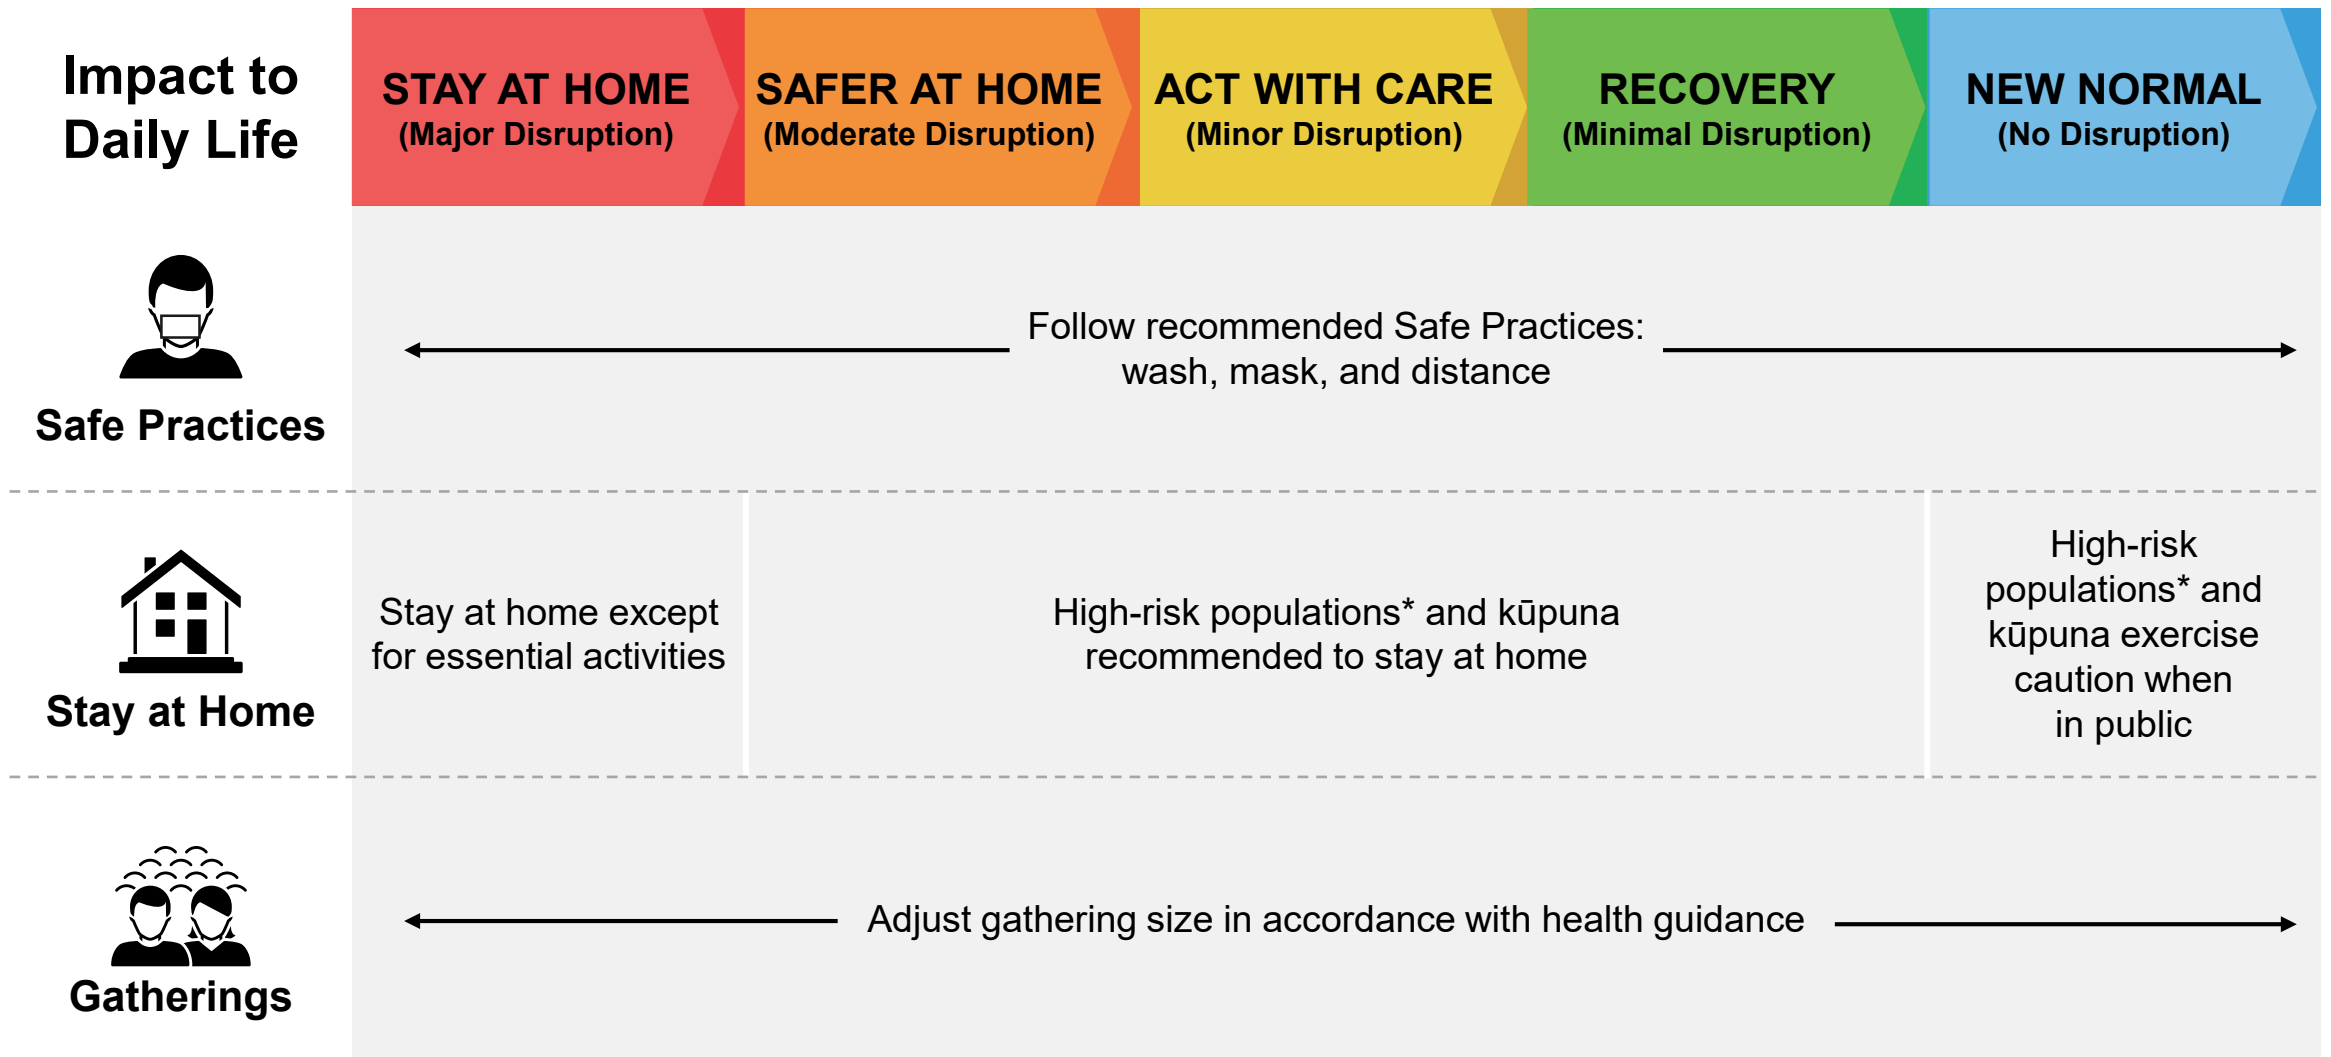 Impact to
Daily Life
STAY AT HOME
(Major Disruption)
SAFER AT HOME
(Moderate Disruption)
ACT WITH CARE
(Minor Disruption)
RECOVERY
(Minimal Disruption)
NEW NORMAL
(No Disruption)
Safe Practices
Follow recommended Safe Practices:
wash, mask, and distance
Stay at Home
Stay at home except
for essential activities
High-risk populations* and kūpuna
recommended to stay at home
High-risk
populations* and
kūpuna exercise
caution when
in public
Gatherings
Adjust gathering size in accordance with health guidance